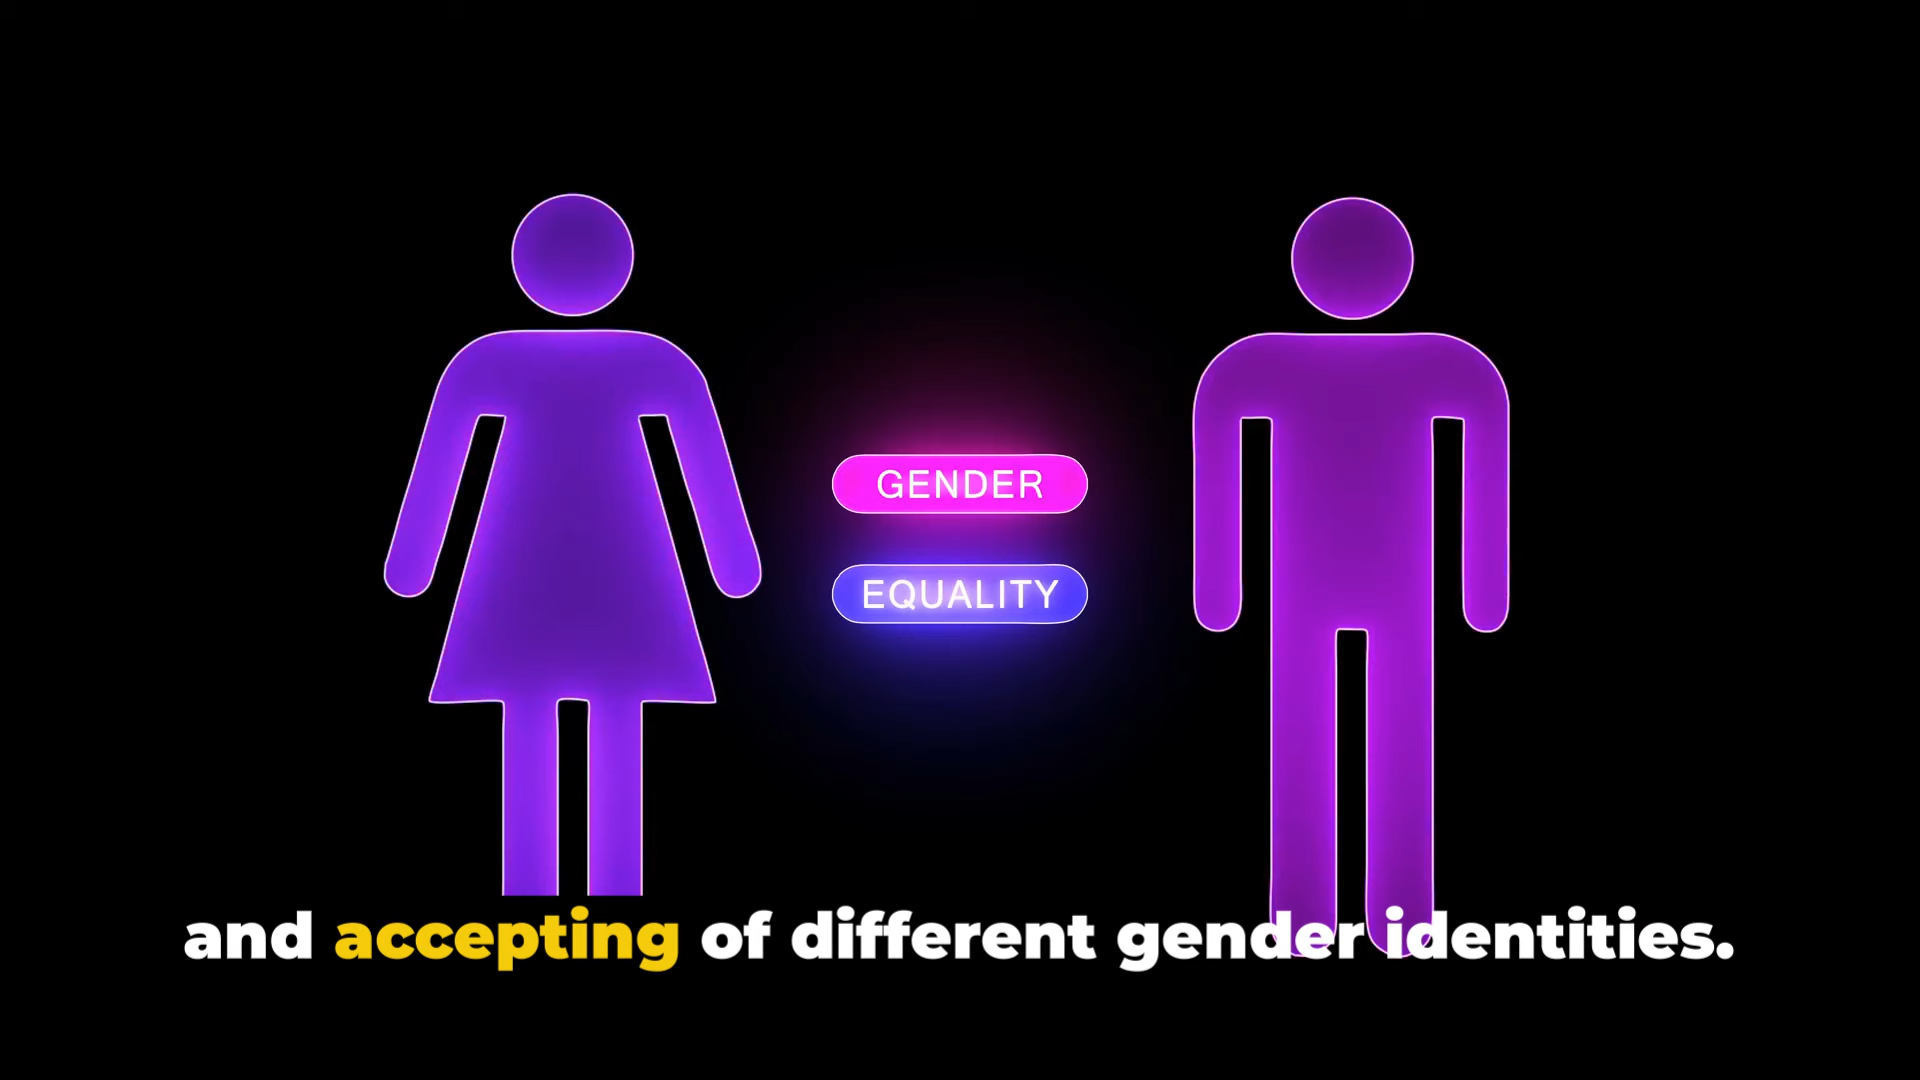 GENDER
EQUALITY
and accepting of different gender identities.